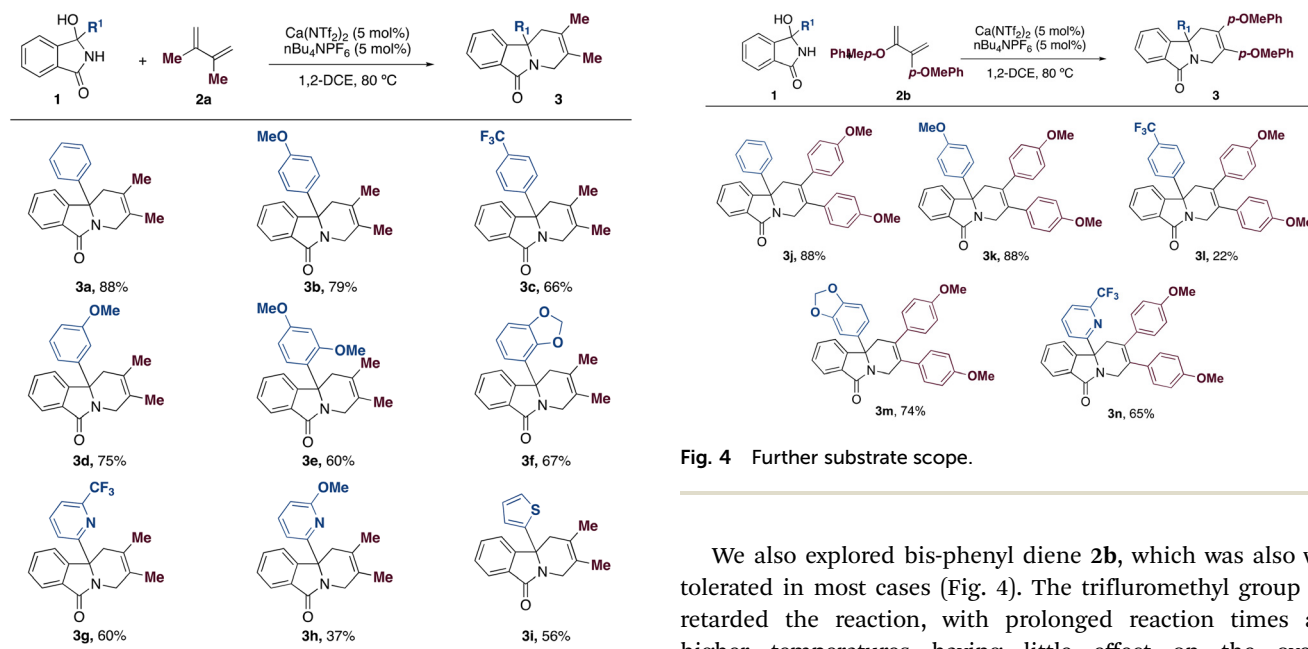 HO R1
NH
O
1
+
Me
Me
2a
Ca(NTf2)2 (5 mol%)
nBu4NPF6 (5 mol%)
1,2-DCE, 80 ºC
R1
Me
Me
N
O
3
Me
Me
N
O
3a, 88%
MeO
Me
Me
N
O
3b, 79%
F3C
Me
Me
N
O
3c, 66%
OMe
Me
Me
N
O
3d, 75%
MeO
OMe
Me
Me
N
O
3e, 60%
O
O
Me
Me
N
O
3f, 67%
CF3
N
Me
Me
N
O
3g, 60%
OMe
N
Me
Me
N
O
3h, 37%
S
Me
Me
N
O
3i, 56%
HO R1
NH
O
1
PhMep-O
p-OMePh
2b
Ca(NTf2)2 (5 mol%)
nBu4NPF6 (5 mol%)
1,2-DCE, 80 ºC
R1
p-OMePh
p-OMePh
N
O
3
OMe
OMe
N
O
3j, 88%
MeO
OMe
OMe
N
O
3k, 88%
F3C
OMe
OMe
N
O
3l, 22%
O
O
OMe
OMe
N
O
3m, 74%
CF3
N
OMe
OMe
N
O
3n, 65%
Fig. 4 Further substrate scope.
We also explored bis-phenyl diene 2b, which was also w
tolerated in most cases (Fig. 4). The trifluromethyl group
retarded the reaction, with prolonged reaction times a